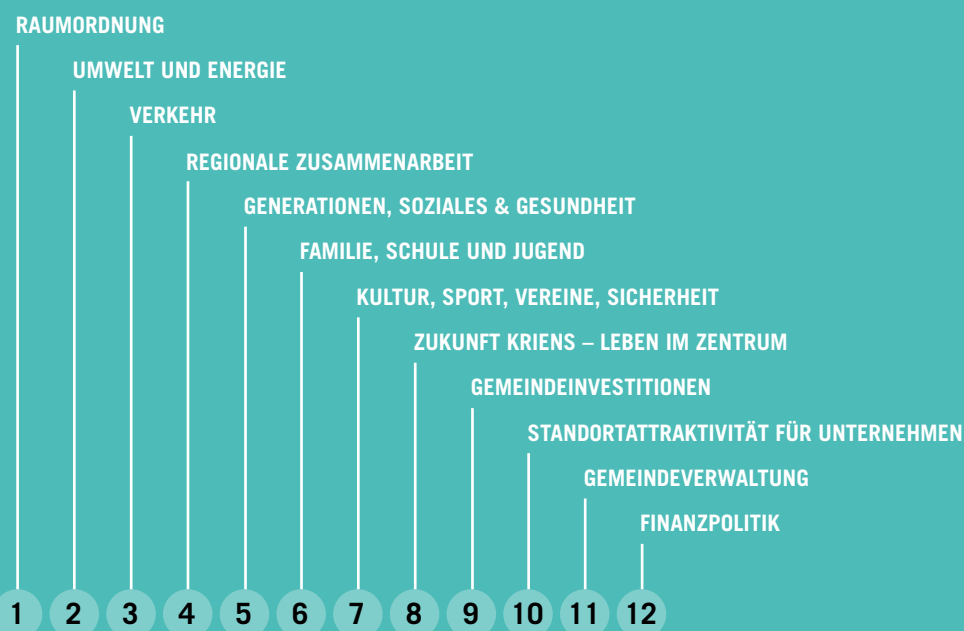 RAUMORDNUNG
UMWELT UND ENERGIE
VERKEHR
REGIONALE ZUSAMMENARBEIT
GENERATIONEN, SOZIALES & GESUNDHEIT
FAMILIE, SCHULE UND JUGEND
KULTUR, SPORT, VEREINE, SICHERHEIT
ZUKUNFT KRIENS – LEBEN IM ZENTRUM
GEMEINDEINVESTITIONEN
STANDORTATTRAKTIVITÄT FÜR UNTERNEHMEN
GEMEINDEVERWALTUNG
FINANZPOLITIK
1 2 3 4 5 6 7 8 9 10 11 12